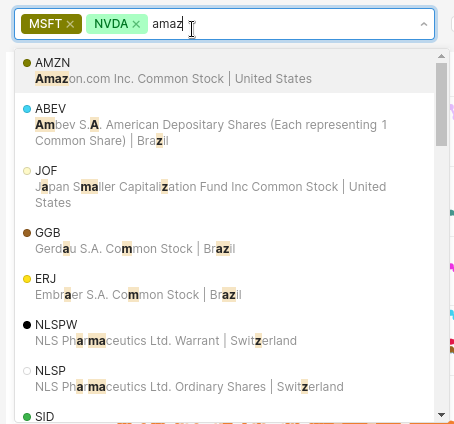 MSFT × NVDA × amaz
AMZN
Amazon.com Inc. Common Stock | United States
ABEV
Ambev S.A. American Depositary Shares (Each representing 1
Common Share) | Brazil
JOF
Japan Smaller Capitalization Fund Inc Common Stock | United
States
GGB
Gerdau S.A. Common Stock | Brazil
ERJ
Embraer S.A. Common Stock | Brazil
NLSPW
NLS Pharmaceutics Ltd. Warrant | Switzerland
NLSP
NLS Pharmaceutics Ltd. Ordinary Shares | Switzerland
SID